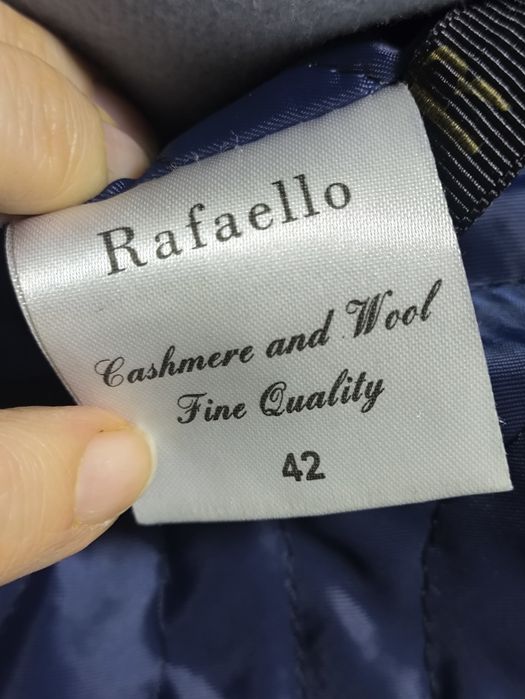 Rafaello
Cashmere and Wool
Fine Quality
42